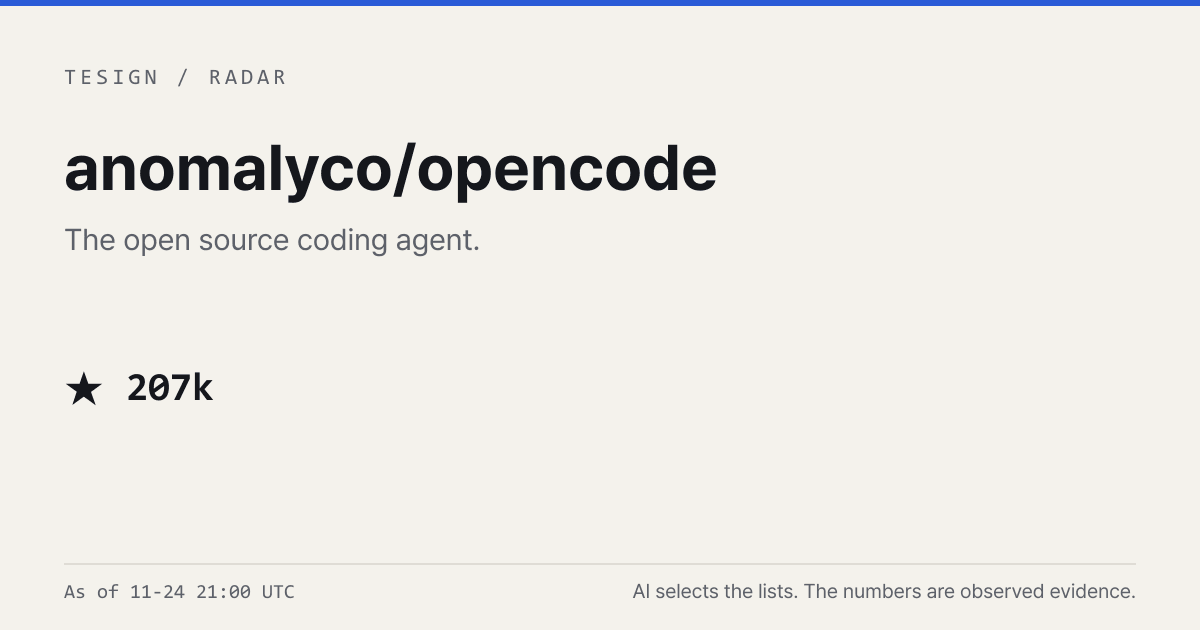 TESIGN / RADAR
anomalyco/opencode
The open source coding agent.
★ 207k
As of 11-24 21:00 UTC
AI selects the lists. The numbers are observed evidence.